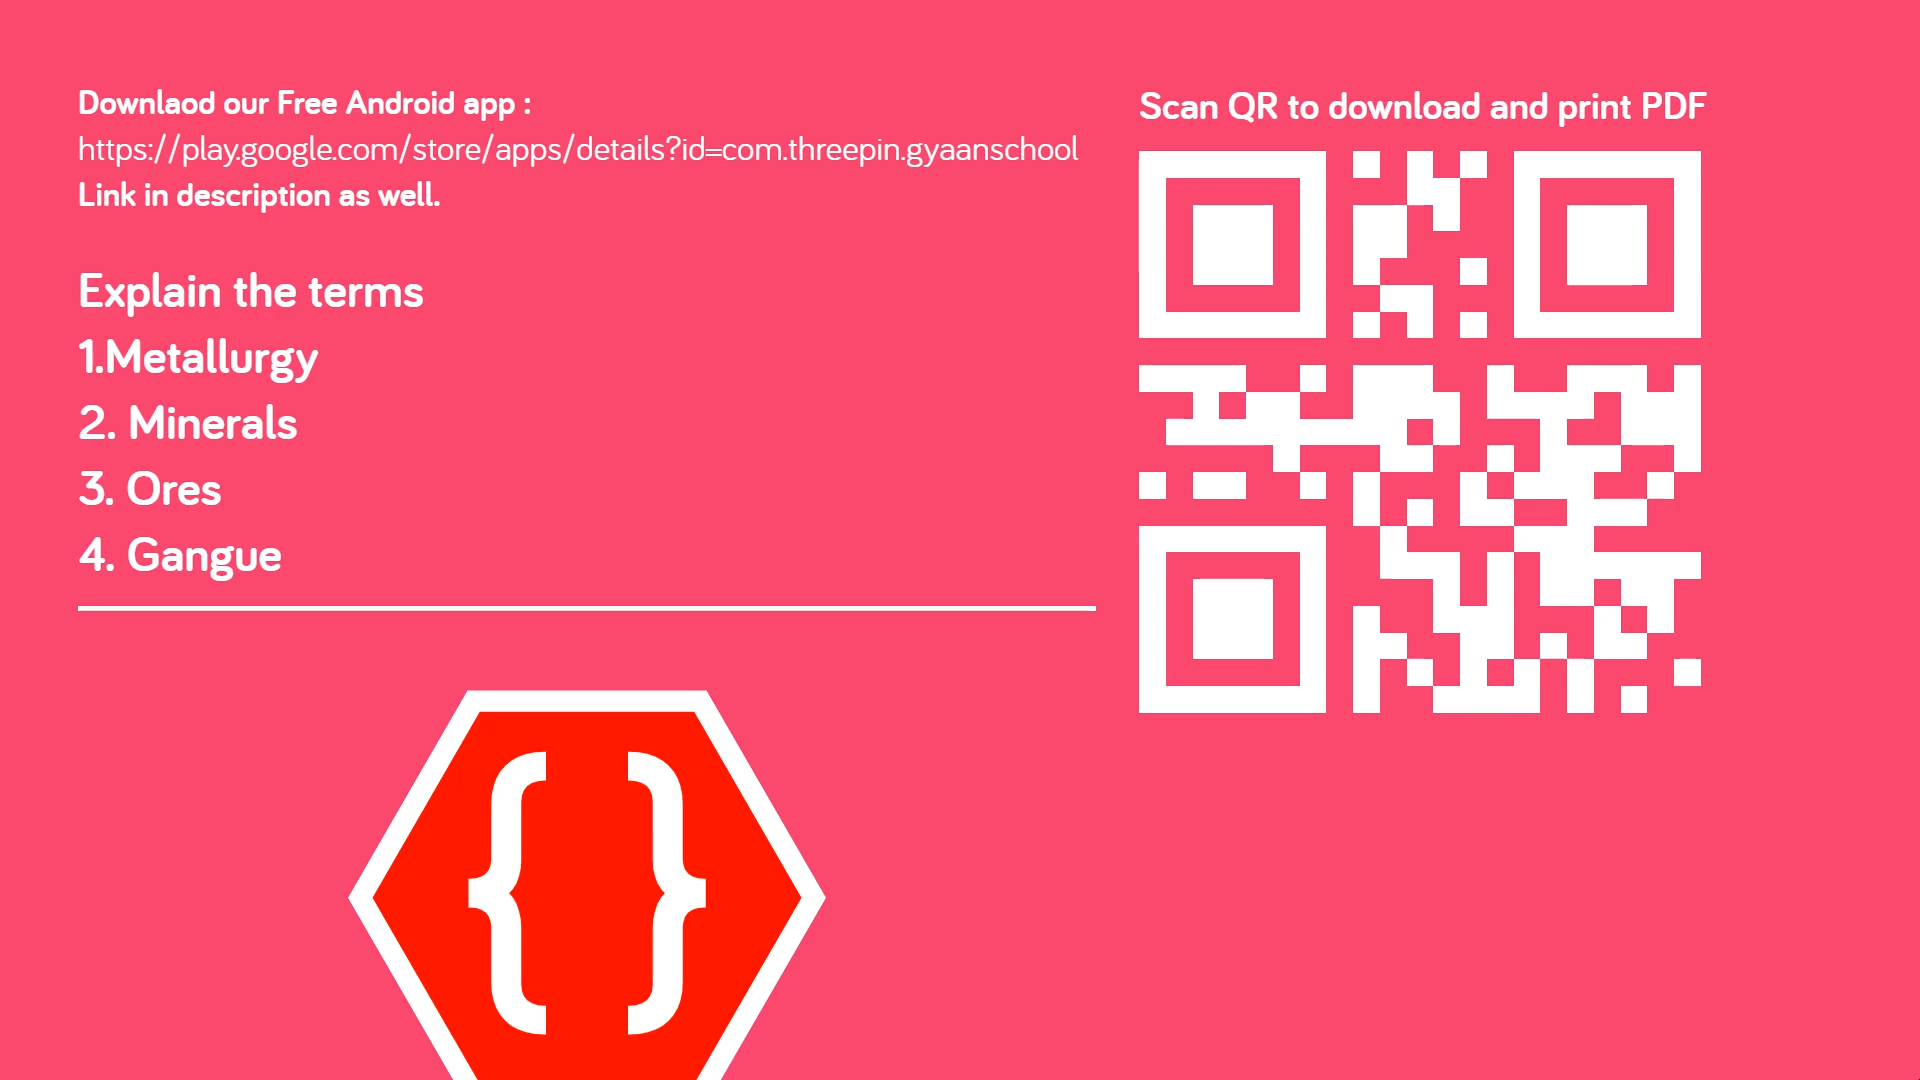 Downlaod our Free Android app :
https://play.google.com/store/apps/details?id=com.threepin.gyaanschool
Link in description as well.
Explain the terms
1.Metallurgy
2. Minerals
3. Ores
4. Gangue
Scan QR to download and print PDF
{ }